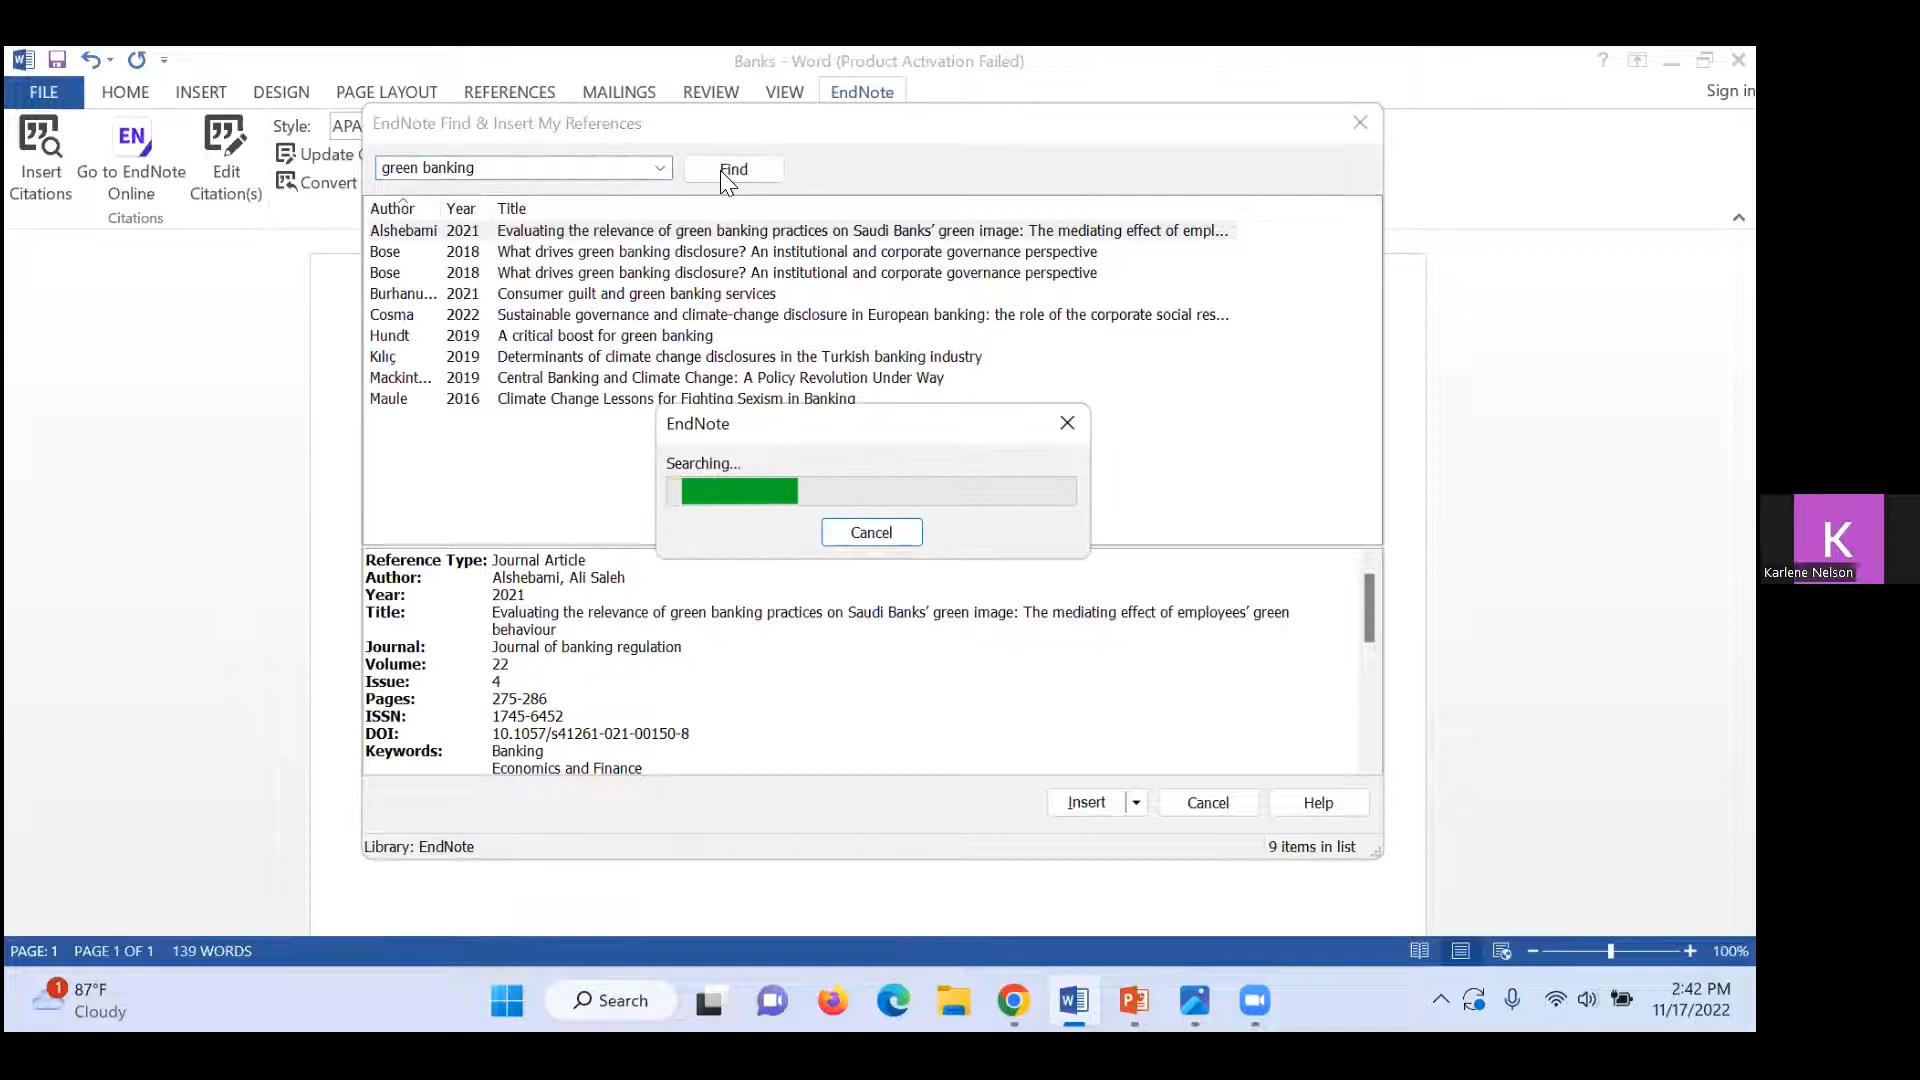 Banks - Word (Product Activation Failed)
FILE HOME INSERT DESIGN PAGE LAYOUT REFERENCES MAILINGS REVIEW VIEW EndNote Sign in
Insert Citations
Go to EndNote Online
Edit Citation(s)
Citations
Style: APA
Update
Convert
EndNote Find & Insert My References
green banking Find
Author Year Title
Alshebami 2021 Evaluating the relevance of green banking practices on Saudi Banks’ green image: The mediating effect of empl...
Bose 2018 What drives green banking disclosure? An institutional and corporate governance perspective
Bose 2018 What drives green banking disclosure? An institutional and corporate governance perspective
Burhanu... 2021 Consumer guilt and green banking services
Cosma 2022 Sustainable governance and climate-change disclosure in European banking: the role of the corporate social res...
Hundt 2019 A critical boost for green banking
Kılıç 2019 Determinants of climate change disclosures in the Turkish banking industry
Mackint... 2019 Central Banking and Climate Change: A Policy Revolution Under Way
Maule 2016 Climate Change Lessons for Fighting Sexism in Banking
EndNote
Searching...
Cancel
Reference Type: Journal Article
Author: Alshebami, Ali Saleh
Year: 2021
Title: Evaluating the relevance of green banking practices on Saudi Banks’ green image: The mediating effect of employees’ green
behaviour
Journal: Journal of banking regulation
Volume: 22
Issue: 4
Pages: 275-286
ISSN: 1745-6452
DOI: 10.1057/s41261-021-00150-8
Keywords: Banking
Economics and Finance
Insert Cancel Help
Library: EndNote 9 items in list
K
Karlene Nelson
PAGE: 1 PAGE 1 OF 1 139 WORDS 100%
1 87°F
Cloudy
Search
2:42 PM
11/17/2022